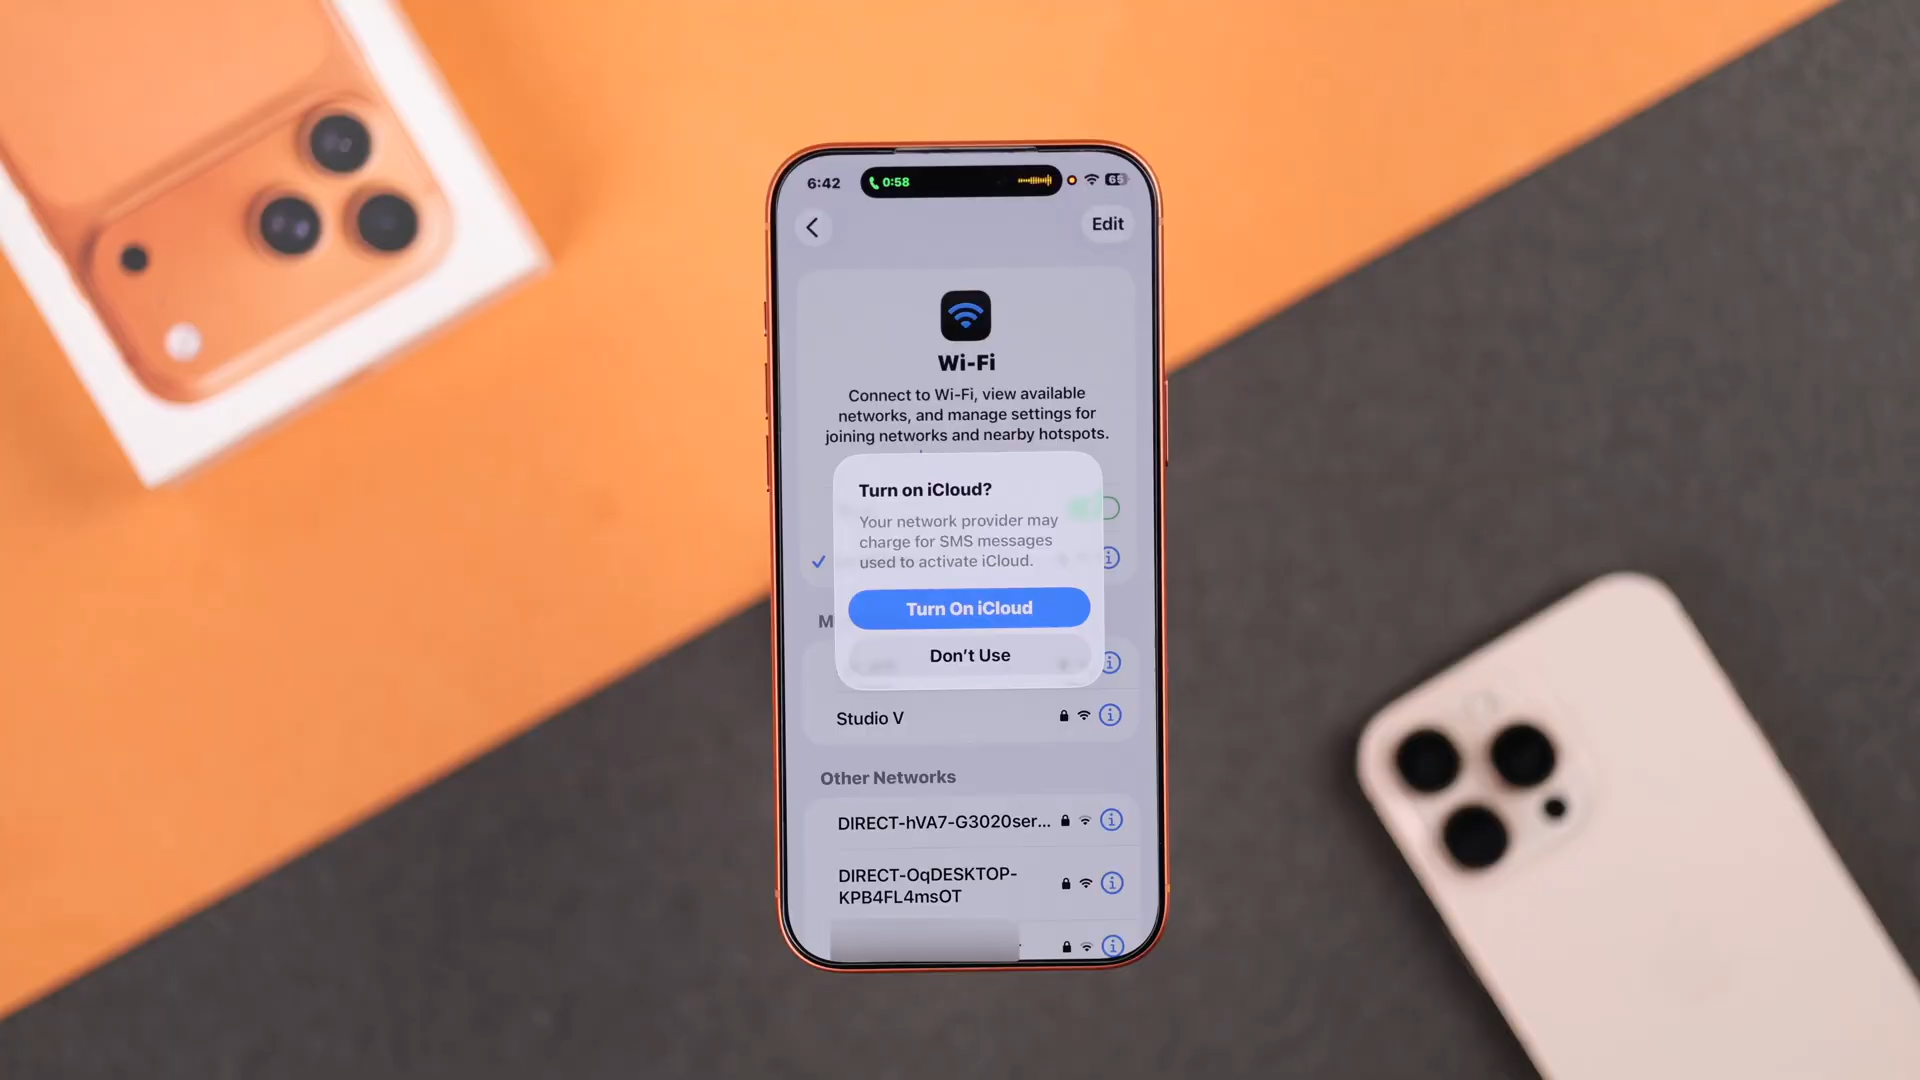 6:42
0:58
65
Edit
Wi-Fi
Connect to Wi-Fi, view available
networks, and manage settings for
joining networks and nearby hotspots.
Turn on iCloud?
Your network provider may
charge for SMS messages
used to activate iCloud.
Turn On iCloud
M
Don't Use
Studio V
Other Networks
DIRECT-hVA7-G3020ser...
DIRECT-OqDESKTOP-
KPB4FL4msOT